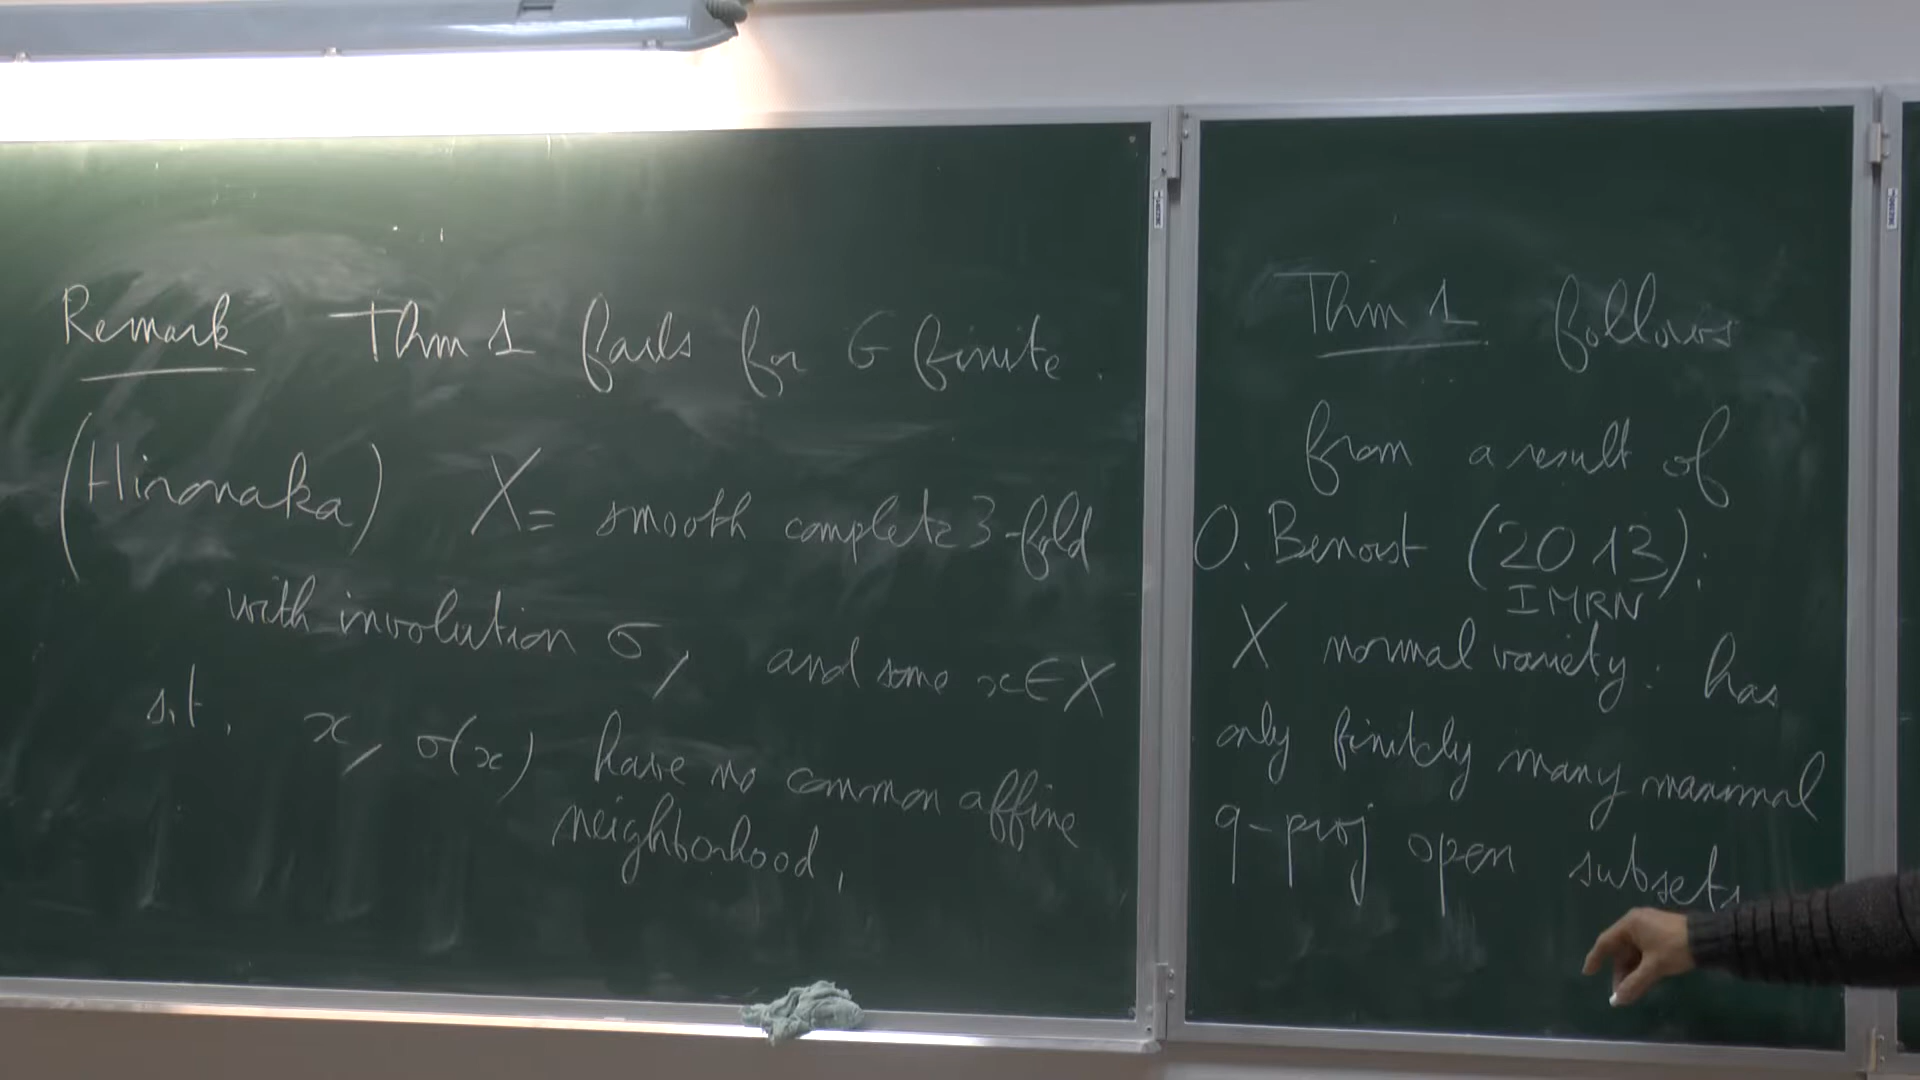 Remark Thm 1 fails for G finite.
(Hironaka) X = smooth complete 3-fold
with involution σ, and some x∈X
s.t. x, σ(x) have no common affine
neighborhood.
Thm 1 follows
from a result of
O. Benoist (2013):
IMRN
X normal variety: has
only finitely many maximal
q-proj open subsets